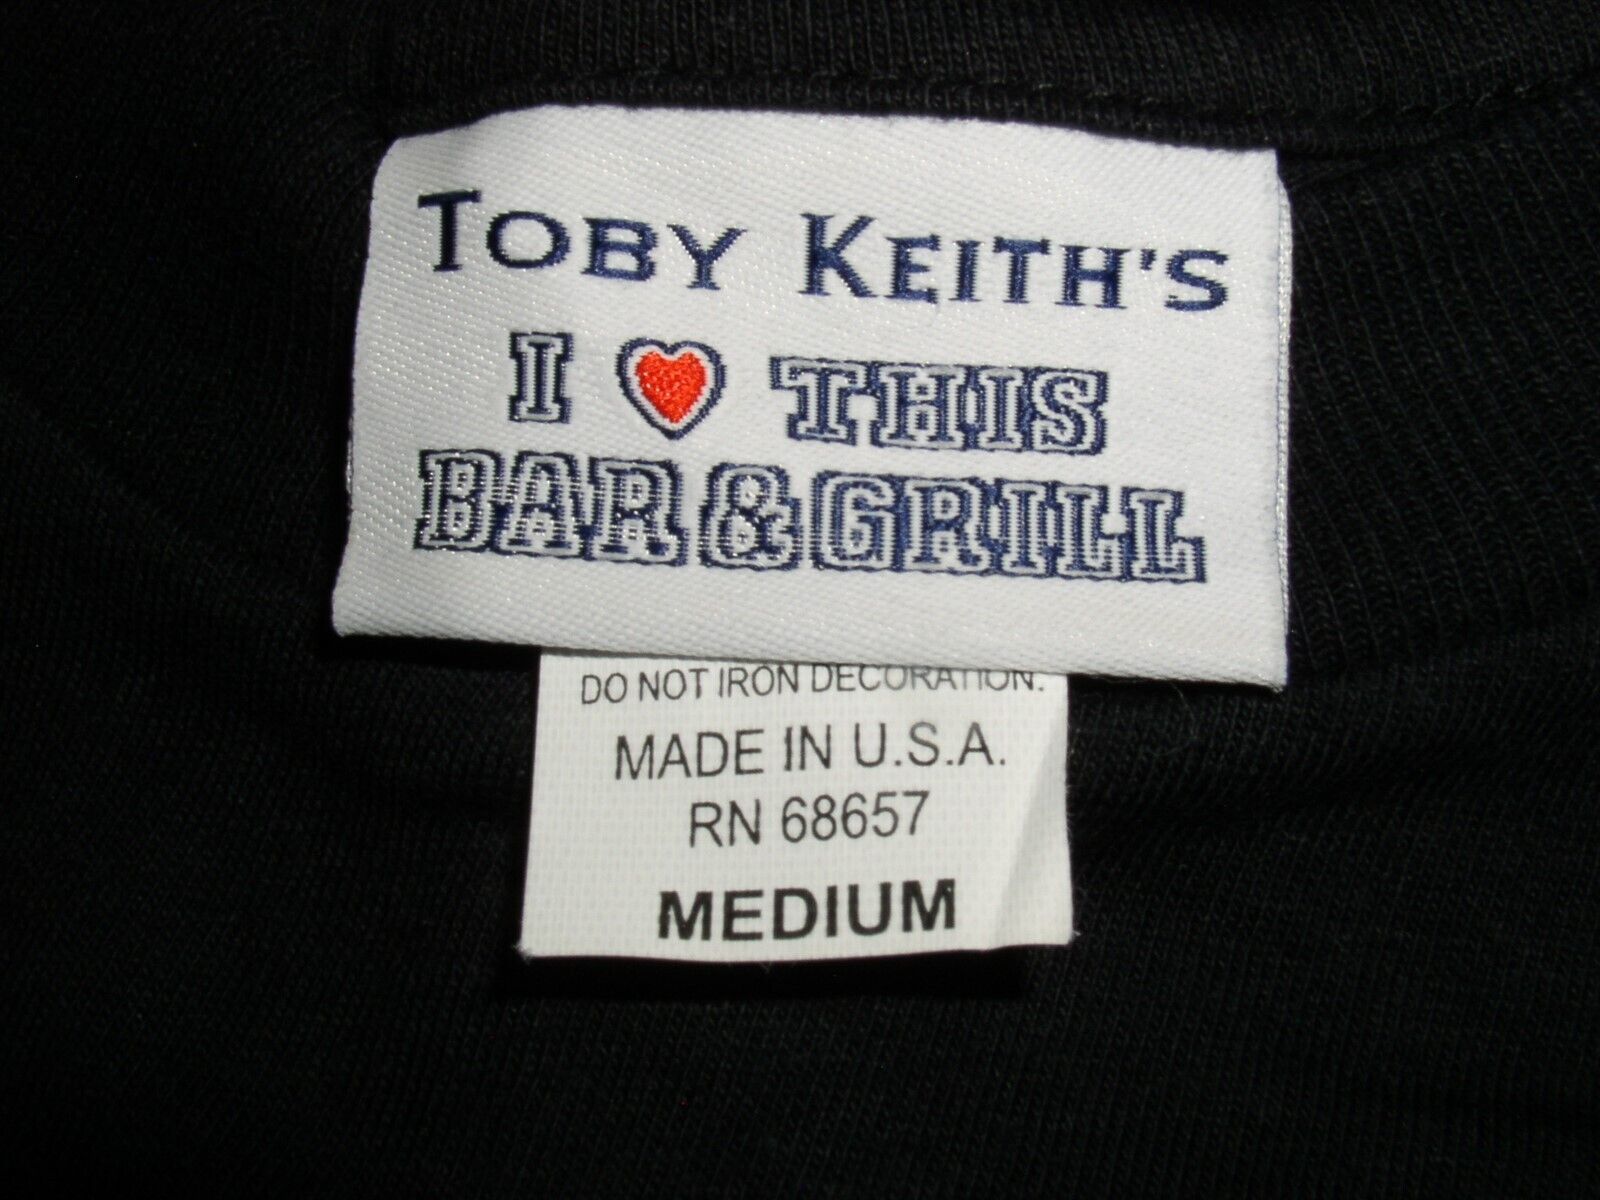 TOBY KEITH'S
I ♥ THIS
BAR & GRILL
DO NOT IRON DECORATION.
MADE IN U.S.A.
RN 68657
MEDIUM